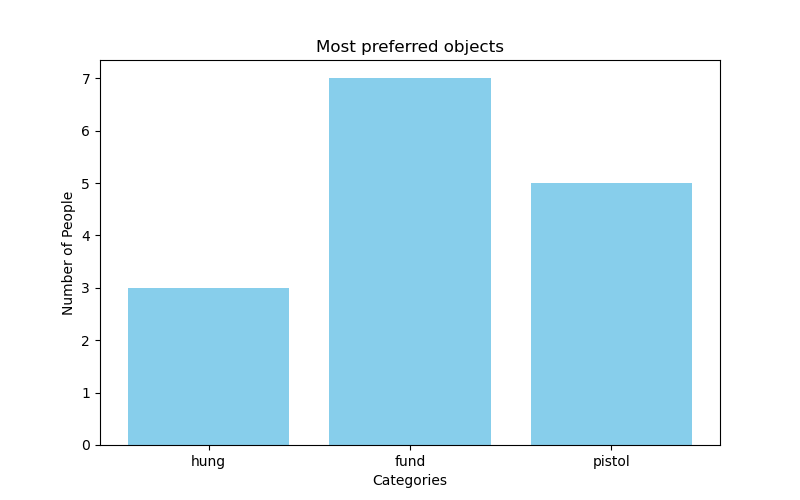 Most preferred objects
Number of People
7
6
5
4
3
2
1
0
hung fund pistol
Categories